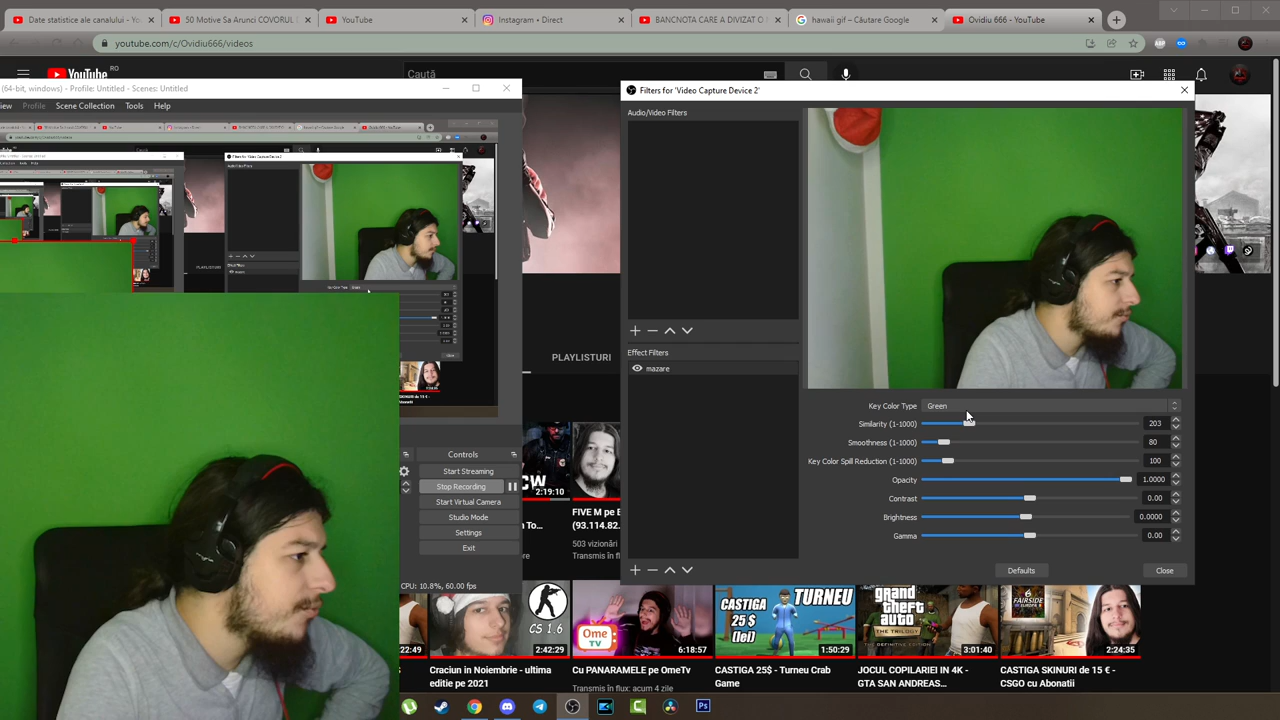 Date statistice ale canalului - Yo
50 Motive Sa Arunci COVORUL D
YouTube
Instagram • Direct
BANCNOTA CARE A DIVIZAT O N
hawaii gif – Căutare Google
Ovidiu 666 - YouTube
youtube.com/c/Ovidiu666/videos
YouTube RO
Caută
(64-bit, windows) - Profile: Untitled - Scenes: Untitled
iew Profile Scene Collection Tools Help
Filters for 'Video Capture Device 2'
Audio/Video Filters
Effect Filters
mazare
Key Color Type Green
Similarity (1-1000) 203
Smoothness (1-1000) 80
Key Color Spill Reduction (1-1000) 100
Opacity 1.0000
Contrast 0.00
Brightness 0.0000
Gamma 0.00
Defaults
Close
PLAYLISTURI
Controls
Start Streaming
Stop Recording
Start Virtual Camera
Studio Mode
Settings
Exit
CPU: 10.8%, 60.00 fps
CW
2:19:10
n To...
FIVE M pe B
(93.114.82.
503 vizionări
Transmis în fl
22:49
CS 1.6
2:42:29
Craciun in Noiembrie - ultima
editie pe 2021
Ome
TV
6:18:57
Cu PANARAMELE pe OmeTv
Transmis în flux: acum 4 zile
CASTIGA TURNEU
25 $
(lei)
1:50:29
CASTIGA 25$ - Turneu Crab
Game
grand theft auto
THE TRILOGY
THE DEFINITIVE EDITION
3:01:40
JOCUL COPILARIEI IN 4K -
GTA SAN ANDREAS...
FAIRSIDE
2:24:35
CASTIGA SKINURI de 15 € -
CSGO cu Abonatii